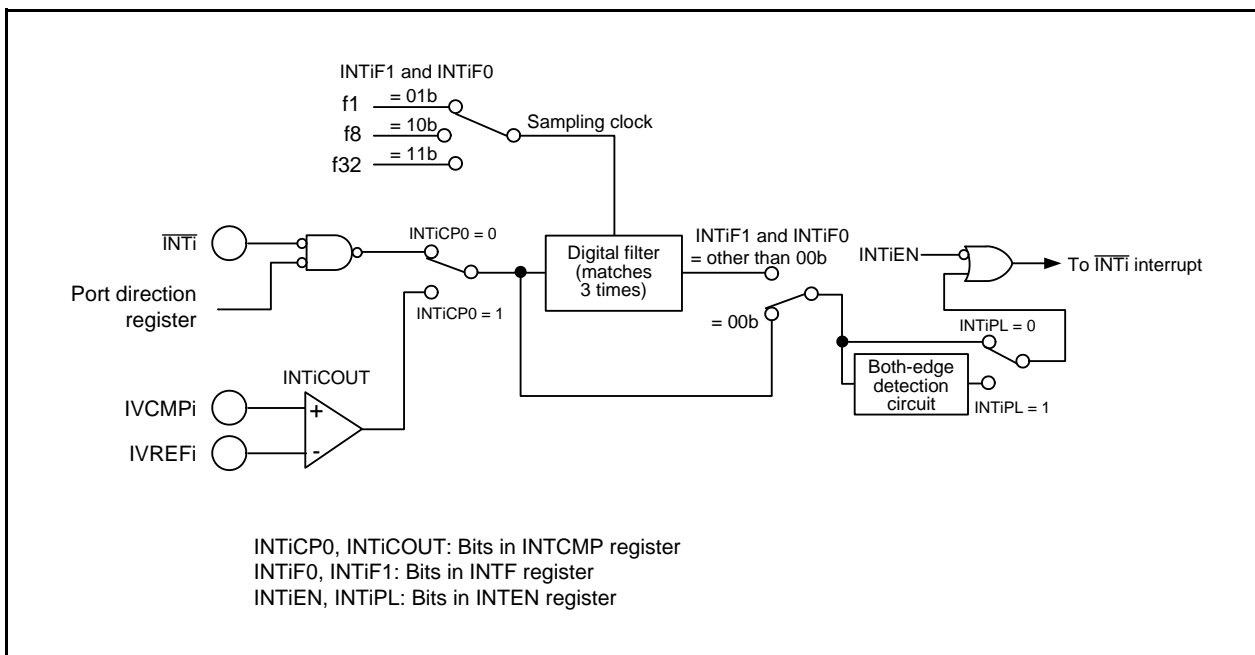 INTiF1 and INTiF0
f1
= 01b
f8
= 10b
f32
= 11b
Sampling clock
INTi
Port direction
register
INTiCP0 = 0
INTiCP0 = 1
Digital filter
(matches
3 times)
INTiF1 and INTiF0
= other than 00b
= 00b
INTiEN
To INTi interrupt
INTiPL = 0
Both-edge
detection
circuit
INTiPL = 1
INTiCOUT
IVCMPi
+
IVREFi
-
INTiCP0, INTiCOUT: Bits in INTCMP register
INTiF0, INTiF1: Bits in INTF register
INTiEN, INTiPL: Bits in INTEN register